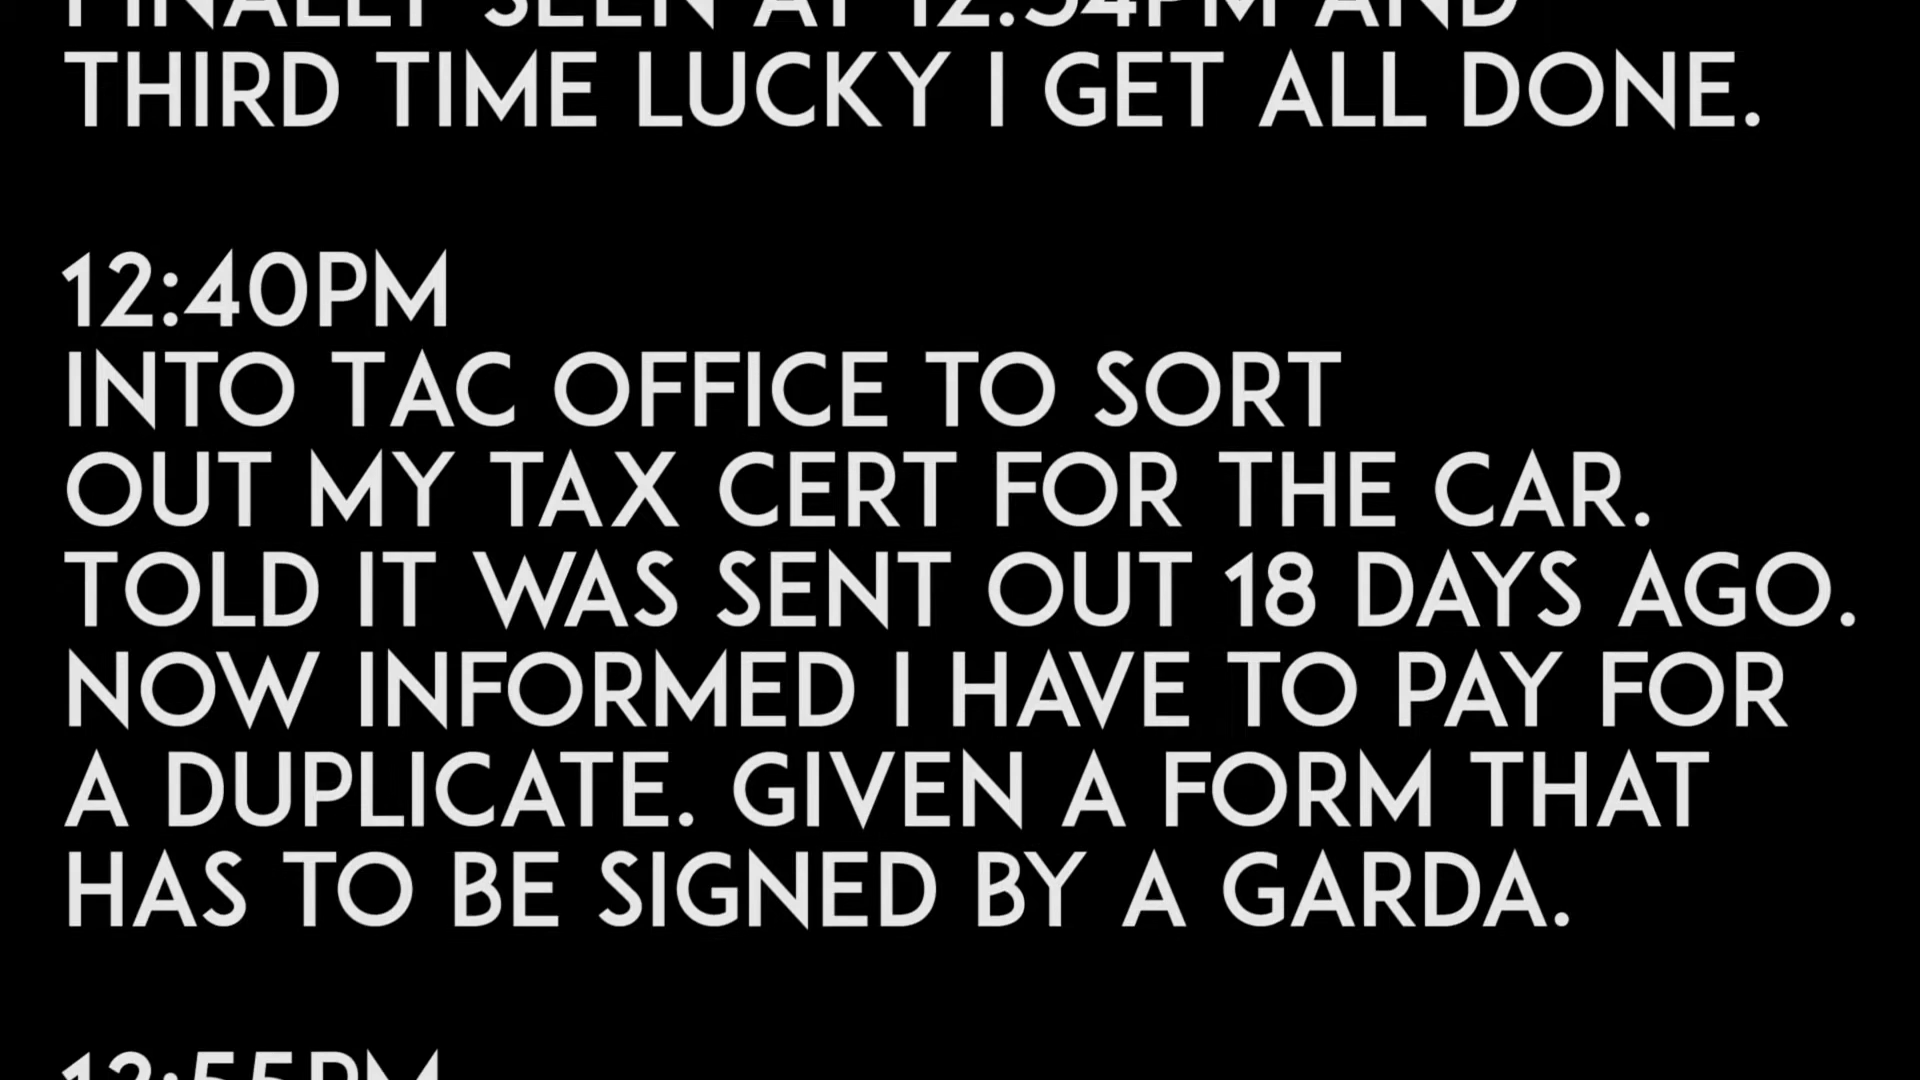 FINALLY SEEN AT 12:34PM AND
THIRD TIME LUCKY I GET ALL DONE.
12:40PM
INTO TAC OFFICE TO SORT
OUT MY TAX CERT FOR THE CAR.
TOLD IT WAS SENT OUT 18 DAYS AGO.
NOW INFORMED I HAVE TO PAY FOR
A DUPLICATE. GIVEN A FORM THAT
HAS TO BE SIGNED BY A GARDA.
12:55PM